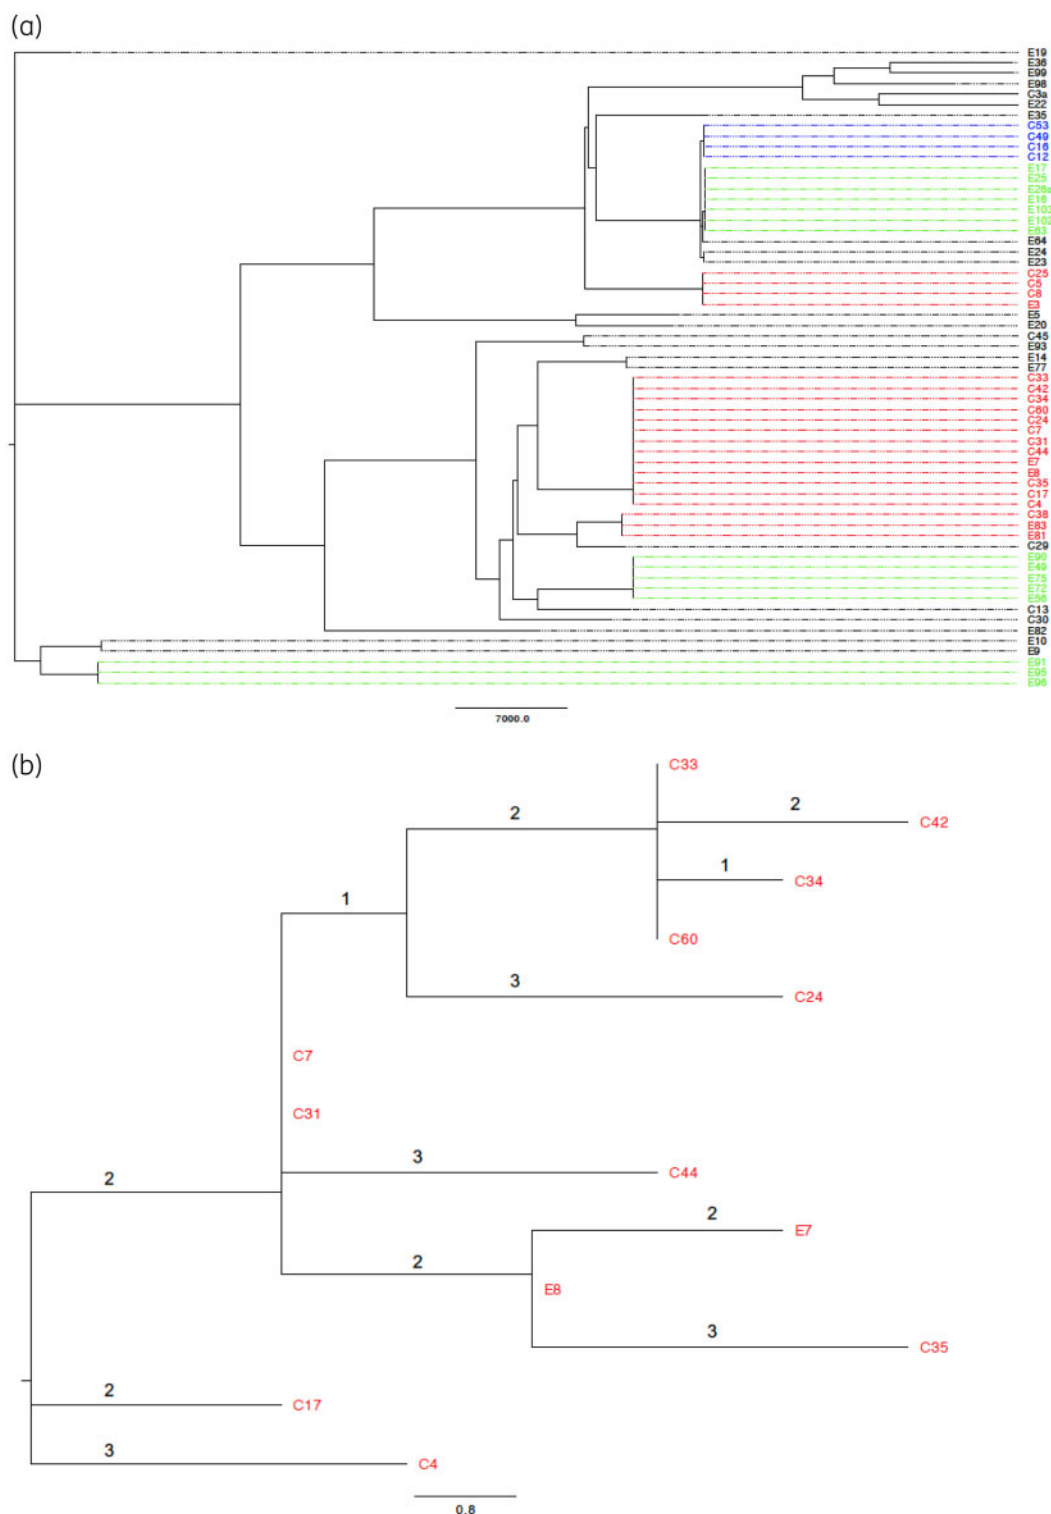 (a)
E19
E36
E99
E98
C3a
E22
E35
C53
C49
C16
C12
E17
E25
E26a
E16
E103
E102
E63
E64
E24
E23
C25
C5
C8
E3
E5
E20
C45
E93
E14
E77
C33
C42
C34
C60
C24
C7
C31
C44
E7
E8
C35
C17
C4
C38
E83
E81
C29
E90
E49
E75
E72
E56
C13
C30
E82
E10
E9
E91
E95
E96
7000.0
(b)
C33
2
2
C42
1
C34
1
C60
3
C24
C7
C31
3
C44
2
2
E7
2
E8
3
C35
2
C17
3
C4
0.8